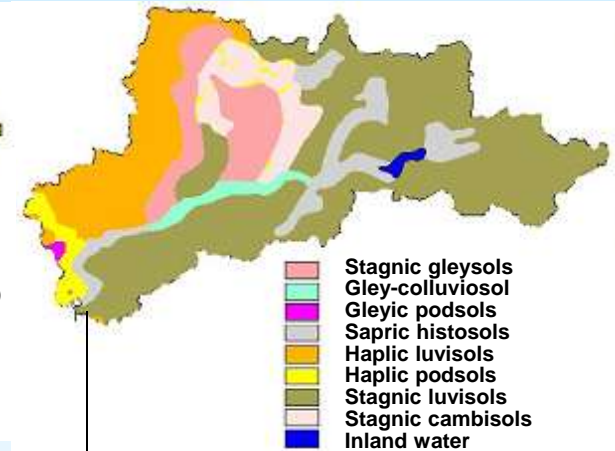 Stagnic gleysols
Gley-colluviosol
Gleyic podsols
Sapric histosols
Haplic luvisols
Haplic podsols
Stagnic luvisols
Stagnic cambisols
Inland water